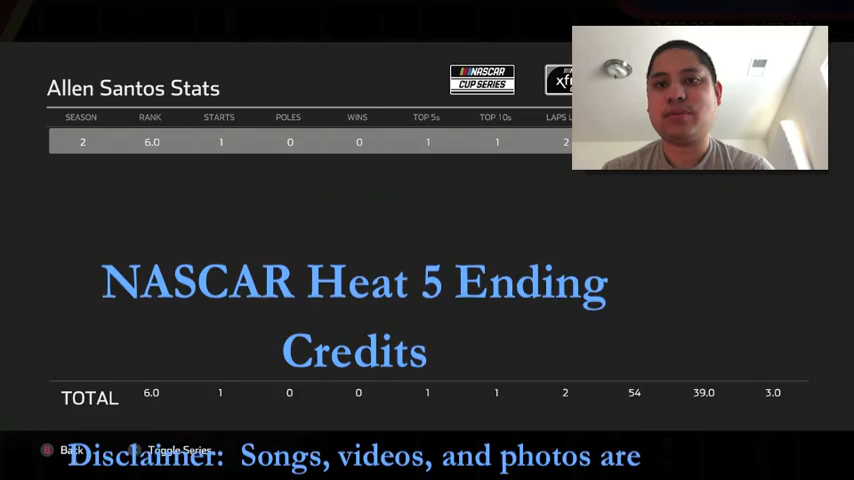 Allen Santos Stats
NASCAR
CUP SERIES
xf
SEASON RANK STARTS POLES WINS TOP 5s TOP 10s LAPS
2 6.0 1 0 0 1 1 2
NASCAR Heat 5 Ending
Credits
TOTAL 6.0 1 0 0 1 1 2 54 39.0 3.0
B Back Toggle Series
Disclaimer: Songs, videos, and photos are